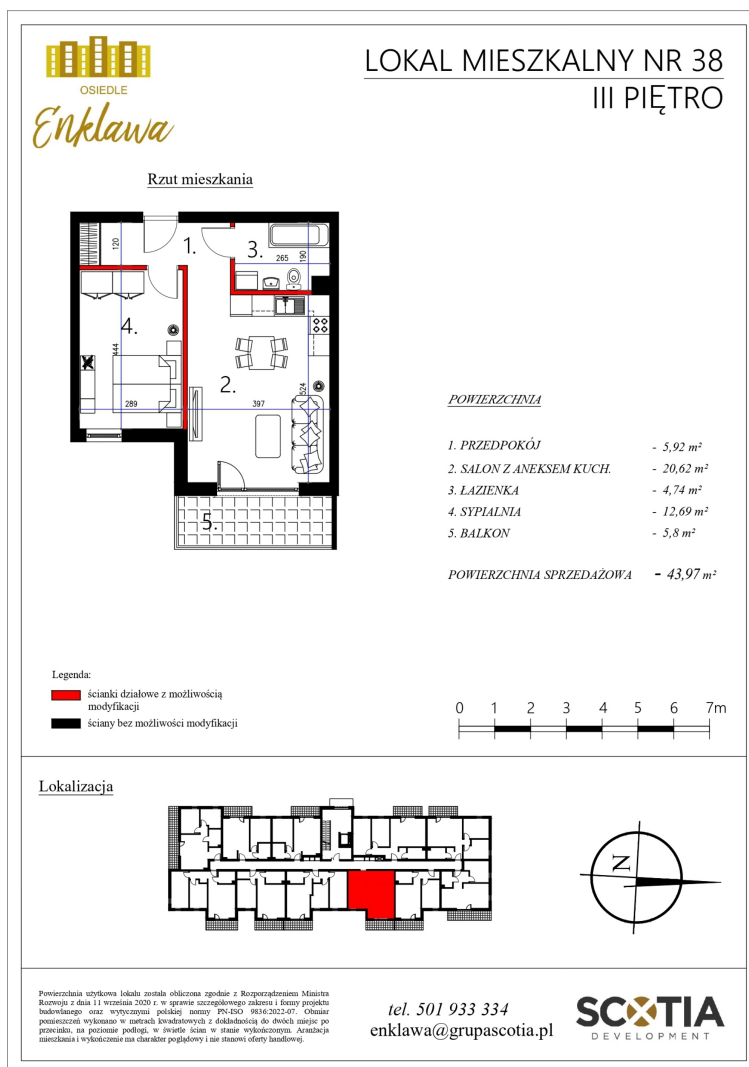 OSIEDLE
Enklawa
LOKAL MIESZKALNY NR 38
III PIĘTRO
Rzut mieszkania
120
1.
3.
265
190
4.
444
289
2.
397
524
5.
POWIERZCHNIA
1. PRZEDPOKÓJ - 5,92 m²
2. SALON Z ANEKSEM KUCH. - 20,62 m²
3. ŁAZIENKA - 4,74 m²
4. SYPIALNIA - 12,69 m²
5. BALKON - 5,8 m²
POWIERZCHNIA SPRZEDAŻOWA - 43,97 m²
Legenda:
ścianki działowe z możliwością
modyfikacji
ściany bez możliwości modyfikacji
0 1 2 3 4 5 6 7m
Lokalizacja
N
Powierzchnia użytkowa lokalu została obliczona zgodnie z Rozporządzeniem Ministra
Rozwoju z dnia 11 września 2020 r. w sprawie szczegółowego zakresu i formy projektu
budowlanego oraz wytycznymi polskiej normy PN-ISO 9836:2022-07. Obmiar
pomieszczeń wykonano w metrach kwadratowych z dokładnością do dwóch miejsc po
przecinku, na poziomie podłogi, w świetle ścian w stanie wykończonym. Aranżacja
mieszkania i wykończenie ma charakter poglądowy i nie stanowi oferty handlowej.
tel. 501 933 334
enklawa@grupascotia.pl
SCOTIA
DEVELOPMENT